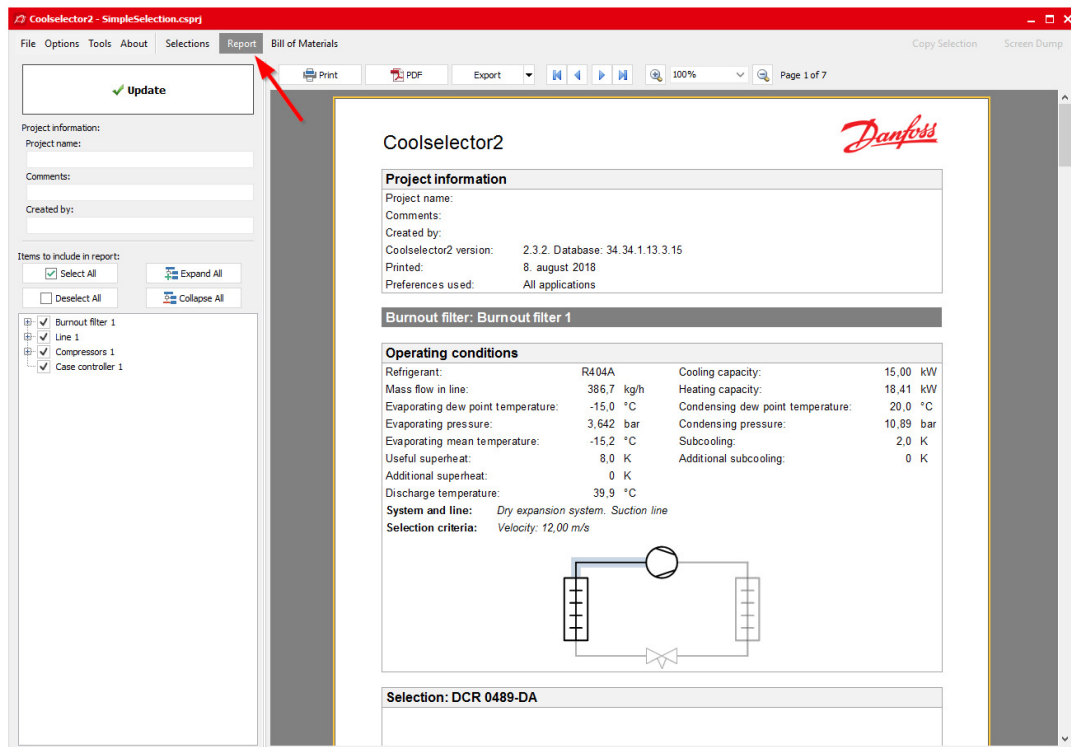 Coolselector2 - SimpleSelection.csprj
File Options Tools About Selections Report Bill of Materials Copy Selection Screen Dump
Update
Project information:
Project name:
Comments:
Created by:
Items to include in report:
Select All Expand All
Deselect All Collapse All
Burnout filter 1
Line 1
Compressors 1
Case controller 1
Print PDF Export 100% Page 1 of 7
Coolselector2
Danfoss
Project information
Project name:
Comments:
Created by:
Coolselector2 version: 2.3.2. Database: 34.34.1.13.3.15
Printed: 8. august 2018
Preferences used: All applications
Burnout filter: Burnout filter 1
Operating conditions
Refrigerant: R404A Cooling capacity: 15,00 kW
Mass flow in line: 386,7 kg/h Heating capacity: 18,41 kW
Evaporating dew point temperature: -15,0 °C Condensing dew point temperature: 20,0 °C
Evaporating pressure: 3,642 bar Condensing pressure: 10,89 bar
Evaporating mean temperature: -15,2 °C Subcooling: 2,0 K
Useful superheat: 8,0 K Additional subcooling: 0 K
Additional superheat: 0 K
Discharge temperature: 39,9 °C
System and line: Dry expansion system. Suction line
Selection criteria: Velocity: 12,00 m/s
Selection: DCR 0489-DA